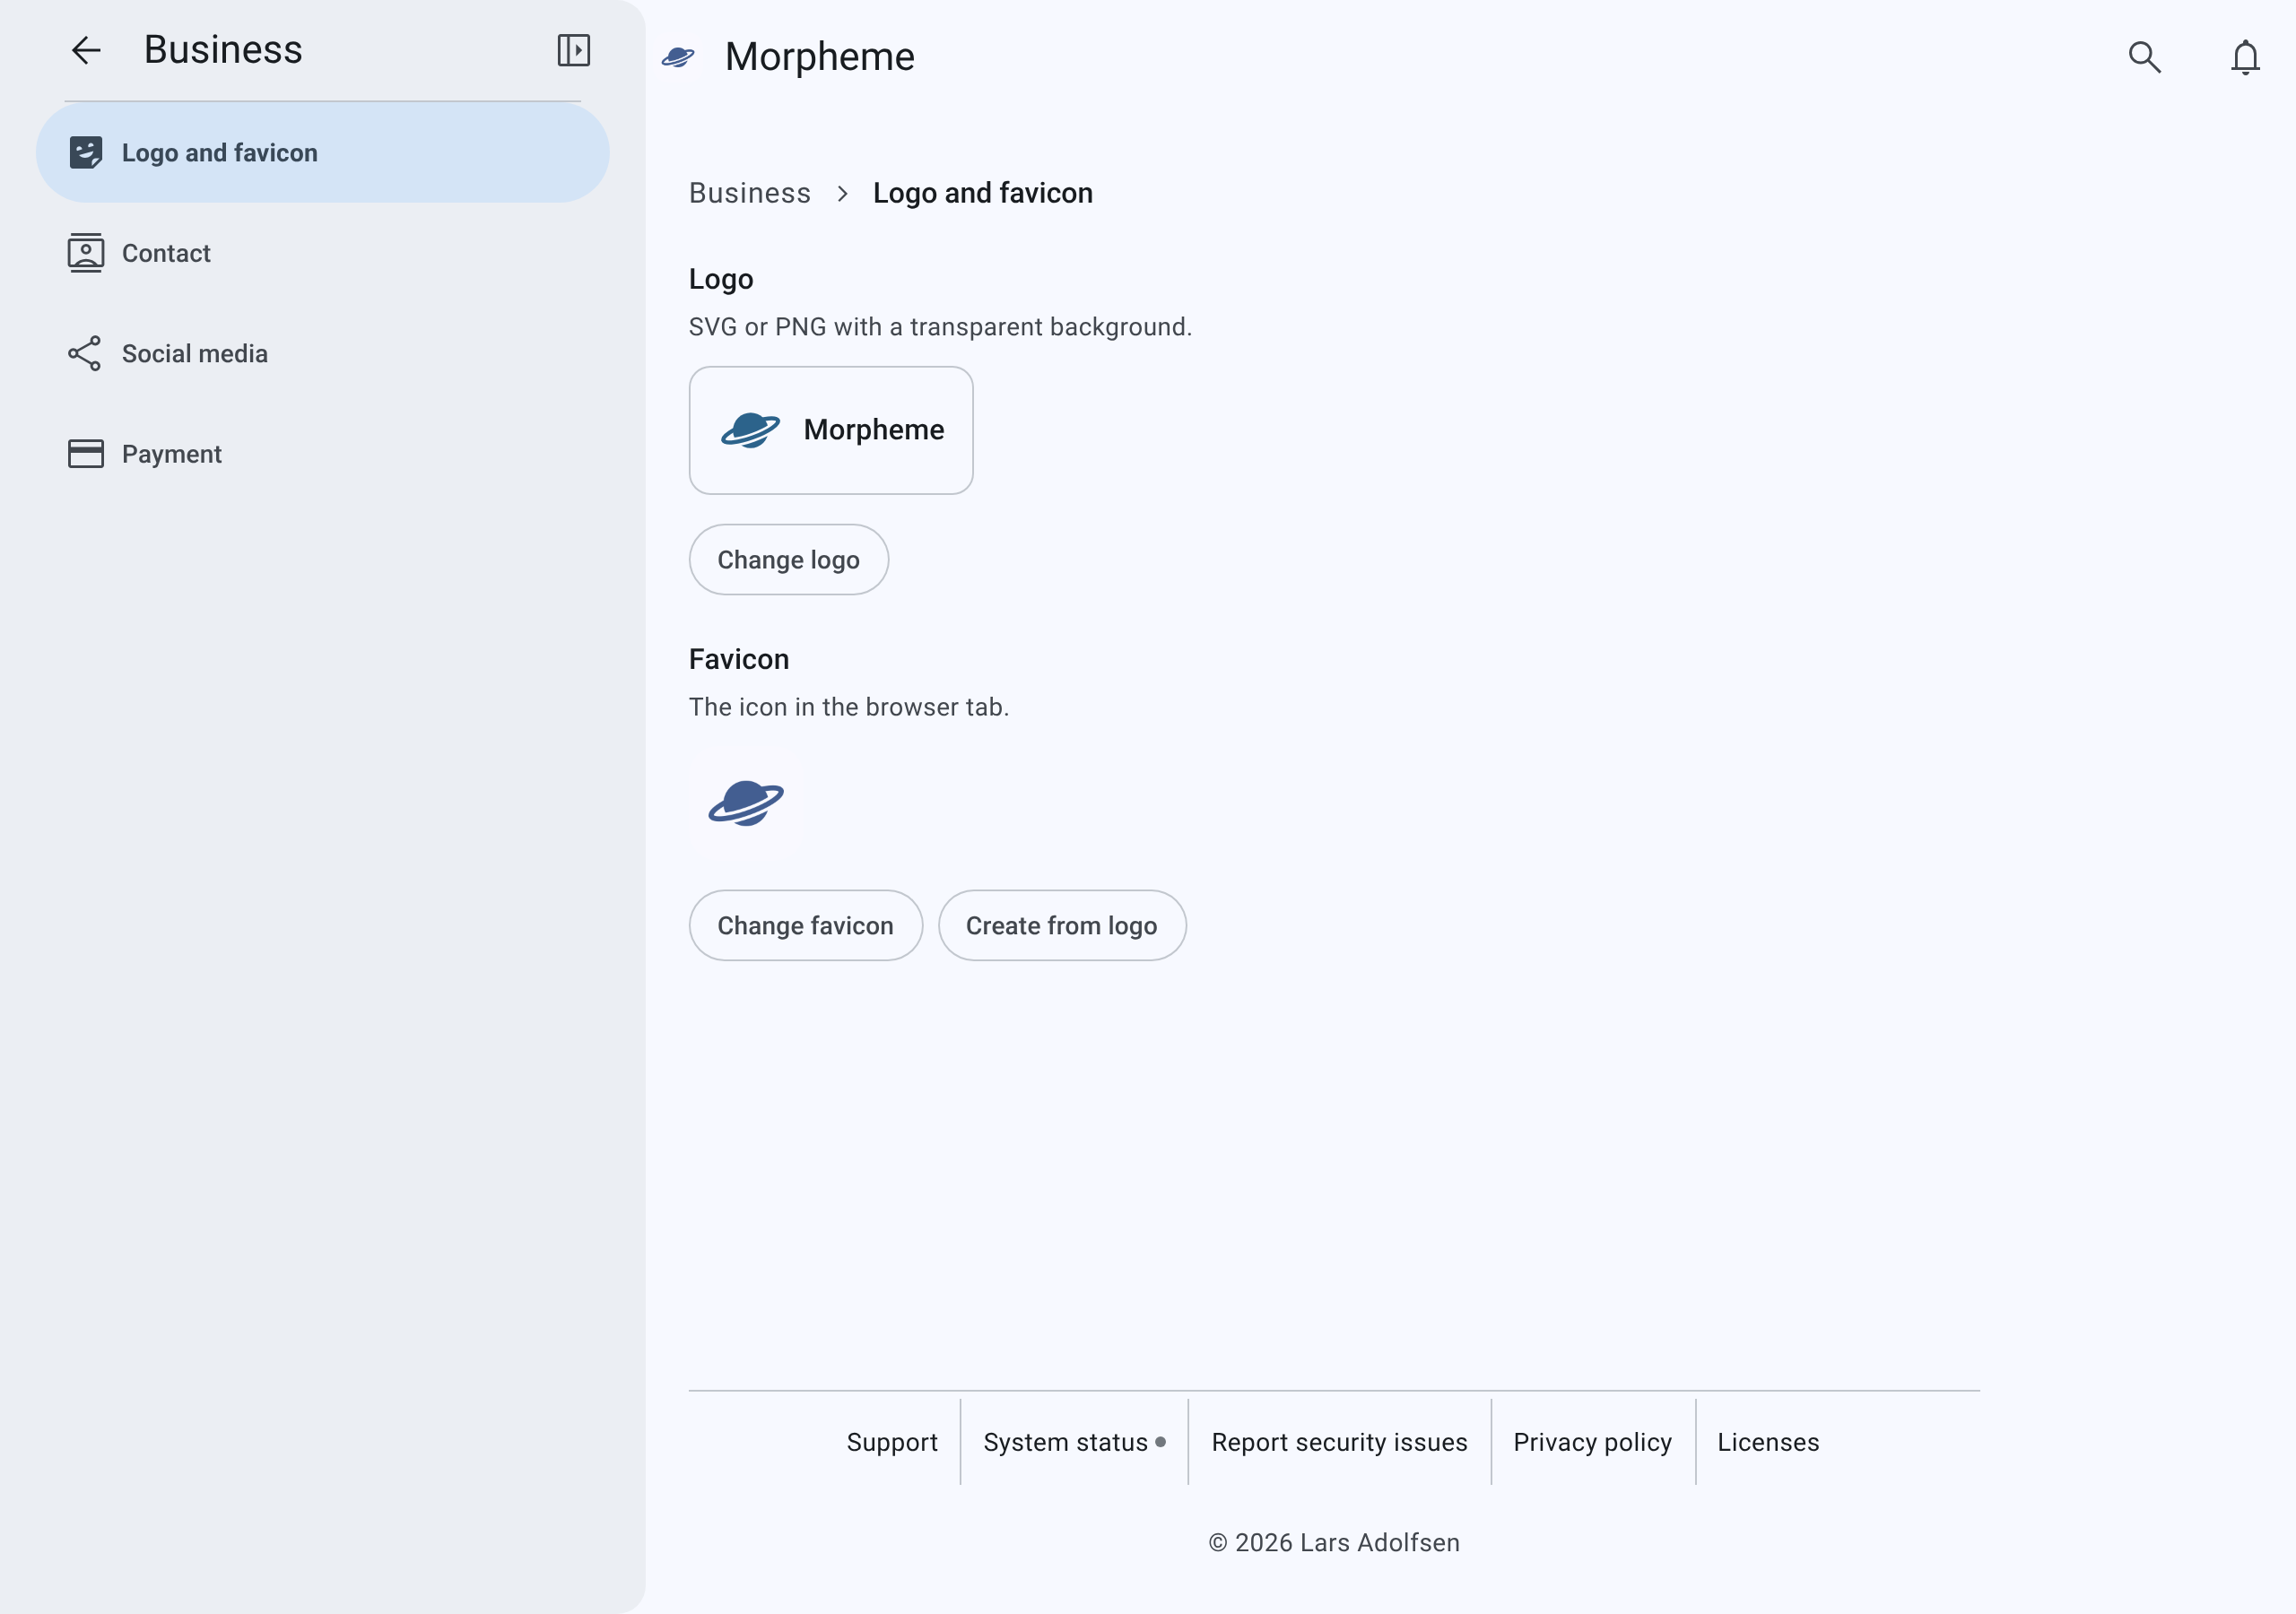 Business
Logo and favicon
Contact
Social media
Payment
Morpheme
Business > Logo and favicon
Logo
SVG or PNG with a transparent background.
Morpheme
Change logo
Favicon
The icon in the browser tab.
Change favicon
Create from logo
Support
System status
Report security issues
Privacy policy
Licenses
© 2026 Lars Adolfsen